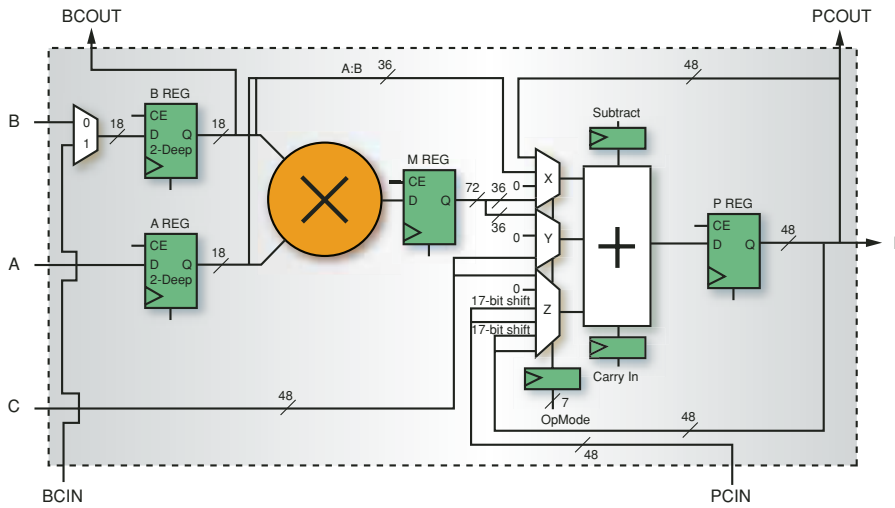 BCOUT
PCOUT
A:B
36
48
B REG
Subtract
B
0
1
18
CE
D
Q
2-Deep
18
M REG
CE
D
Q
72
36
36
X
0
Y
0
P REG
CE
D
Q
48
A REG
A
CE
D
Q
2-Deep
18
0
Z
17-bit shift
17-bit shift
Carry In
C
48
7
OpMode
48
48
BCIN
PCIN